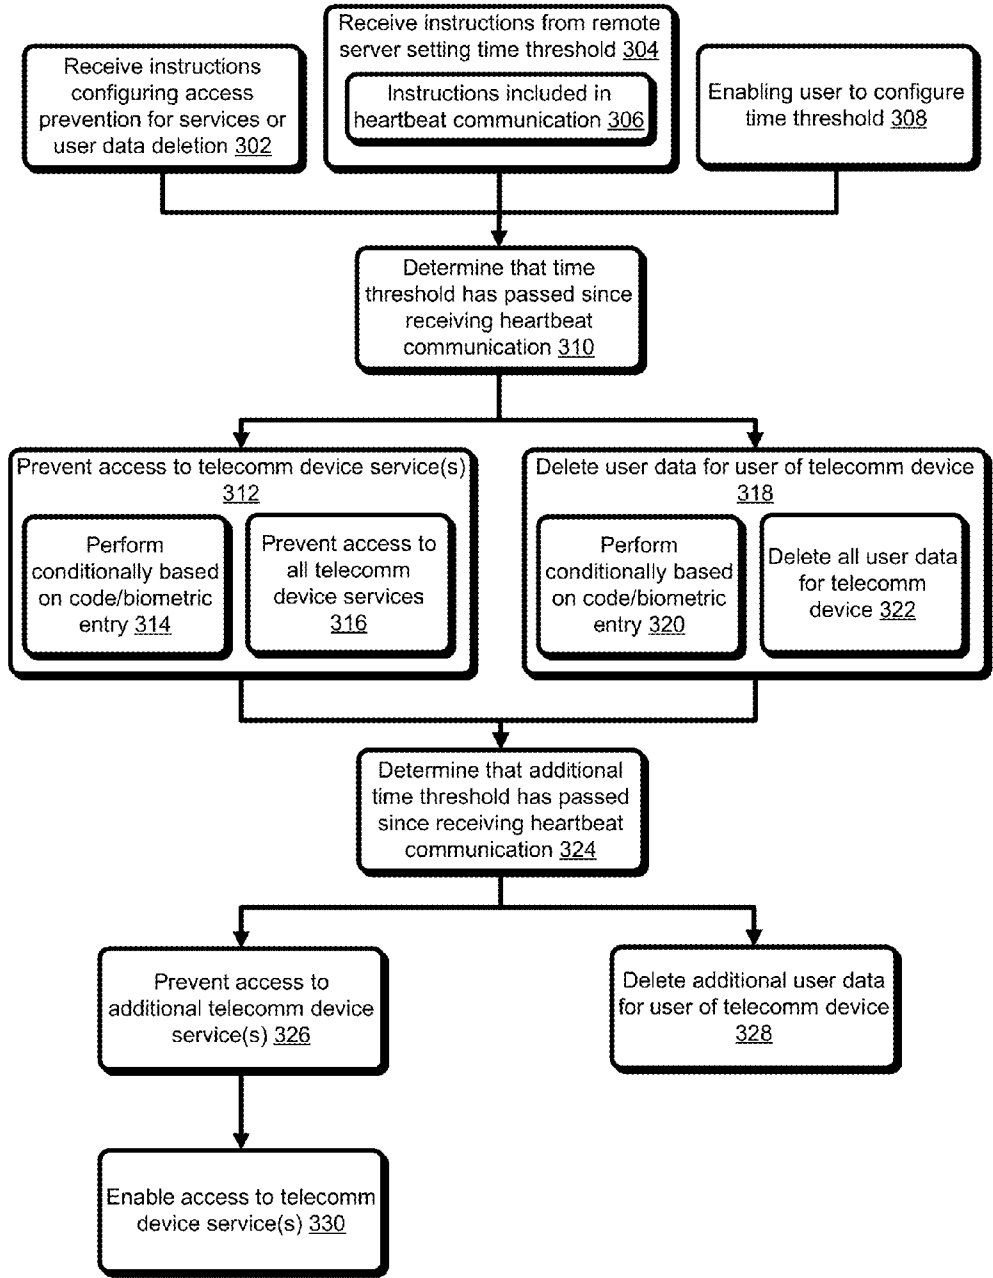 Receive instructions
configuring access
prevention for services or
user data deletion 302
Receive instructions from remote
server setting time threshold 304
Instructions included in
heartbeat communication 306
Enabling user to configure
time threshold 308
Determine that time
threshold has passed since
receiving heartbeat
communication 310
Prevent access to telecomm device service(s)
312
Perform
conditionally based
on code/biometric
entry 314
Prevent access to
all telecomm
device services
316
Delete user data for user of telecomm device
318
Perform
conditionally based
on code/biometric
entry 320
Delete all user data
for telecomm
device 322
Determine that additional
time threshold has passed
since receiving heartbeat
communication 324
Prevent access to
additional telecomm device
service(s) 326
Delete additional user data
for user of telecomm device
328
Enable access to telecomm
device service(s) 330